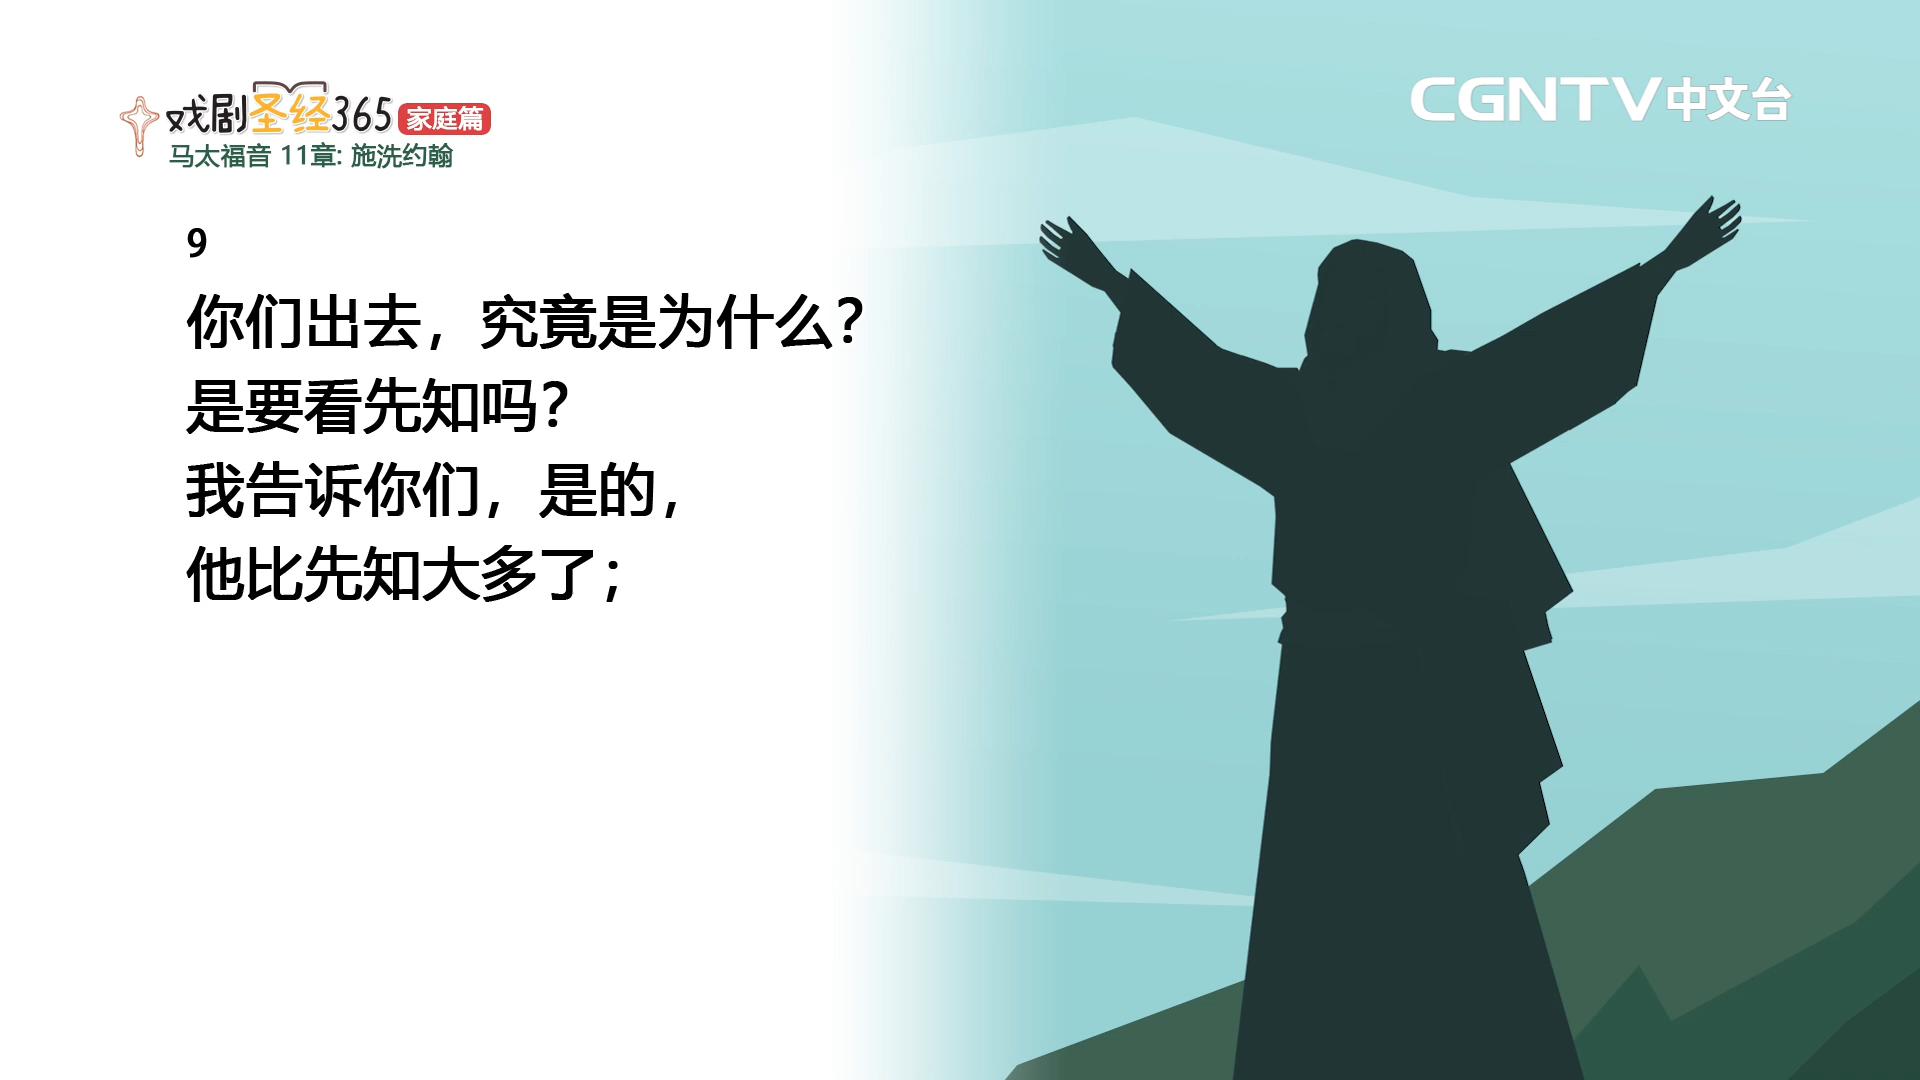 戏剧圣经365 家庭篇
马太福音 11章: 施洗约翰
CGNTV中文台
9
你们出去，究竟是为什么？
是要看先知吗？
我告诉你们，是的，
他比先知大多了；